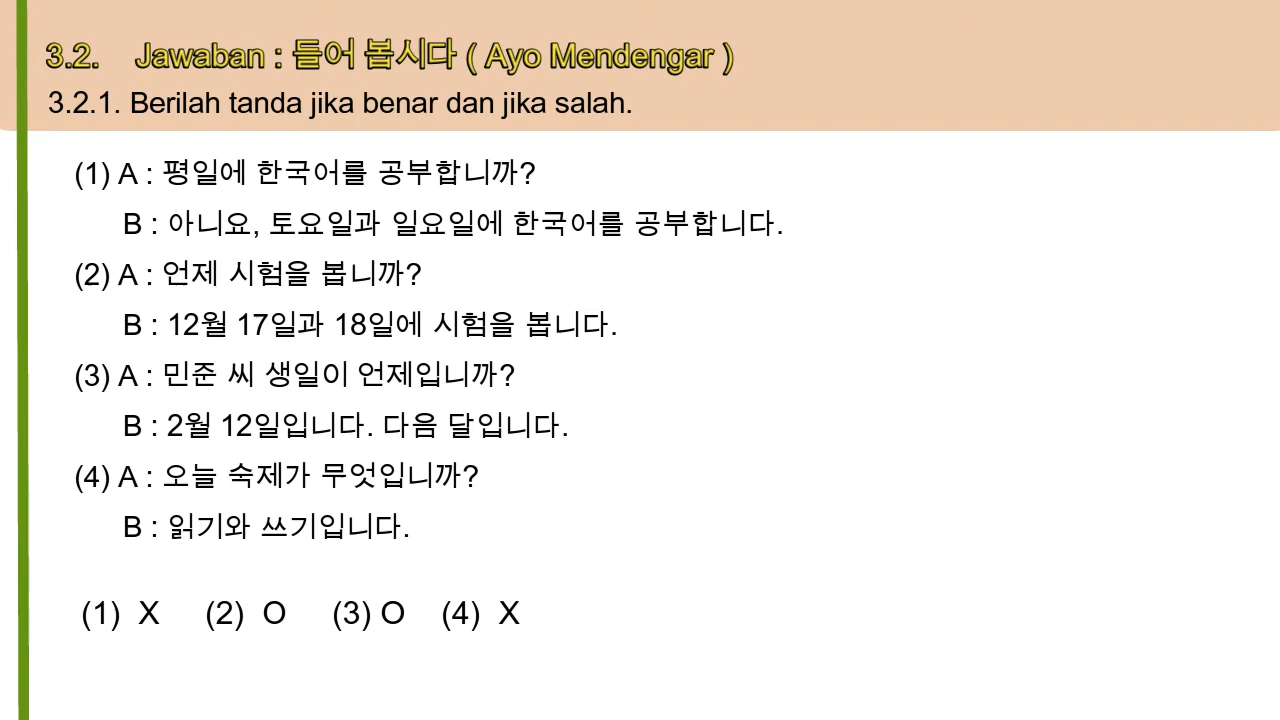 3.2. Jawaban : 들어 봅시다 ( Ayo Mendengar )
3.2.1. Berilah tanda jika benar dan jika salah.
(1) A : 평일에 한국어를 공부합니까?
B : 아니요, 토요일과 일요일에 한국어를 공부합니다.
(2) A : 언제 시험을 봅니까?
B : 12월 17일과 18일에 시험을 봅니다.
(3) A : 민준 씨 생일이 언제입니까?
B : 2월 12일입니다. 다음 달입니다.
(4) A : 오늘 숙제가 무엇입니까?
B : 읽기와 쓰기입니다.
(1) X (2) O (3) O (4) X